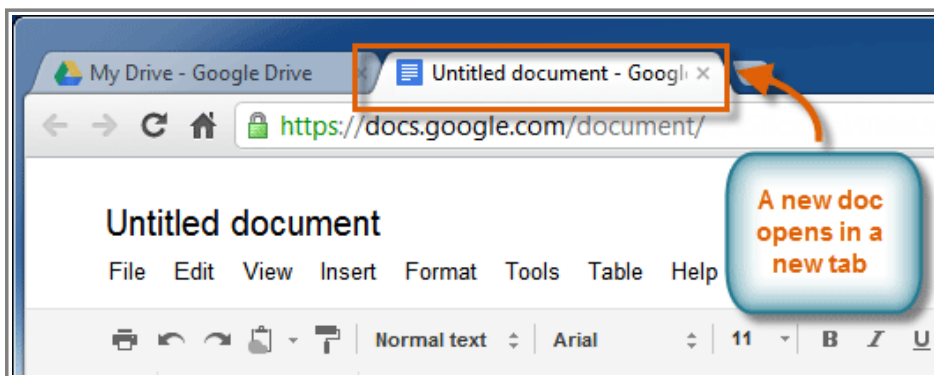 My Drive - Google Drive
Untitled document - Googl
https://docs.google.com/document/
A new doc
opens in a
new tab
Untitled document
File Edit View Insert Format Tools Table Help
Normal text Arial 11 B I U